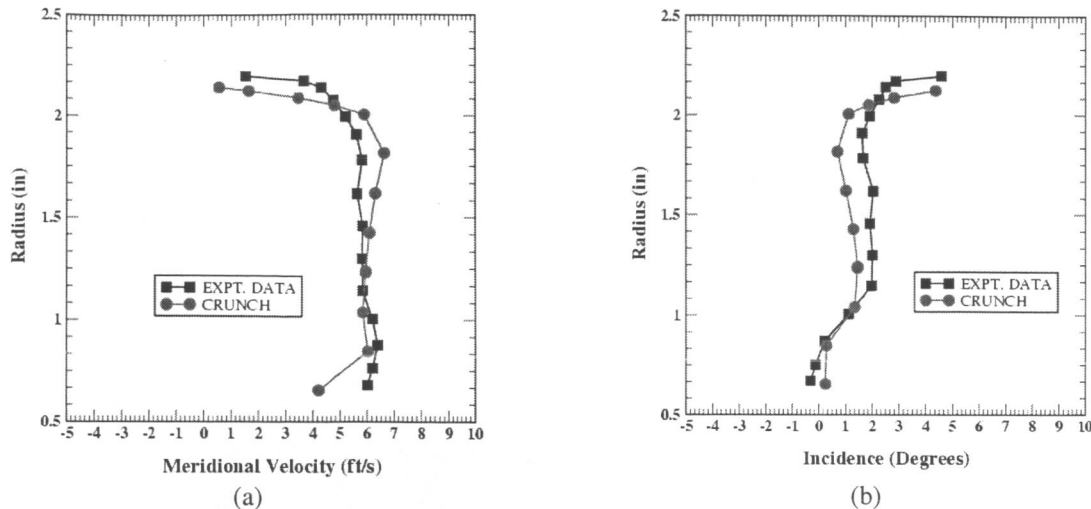 2.5
2
1.5
1
0.5
Radius (in)
-5 -4 -3 -2 -1 0 1 2 3 4 5 6 7 8 9 10
Meridional Velocity (ft/s)
EXPT. DATA
CRUNCH
(a)
2.5
2
1.5
1
0.5
Radius (in)
-5 -4 -3 -2 -1 0 1 2 3 4 5 6 7 8 9 10
Incidence (Degrees)
EXPT. DATA
CRUNCH
(b)